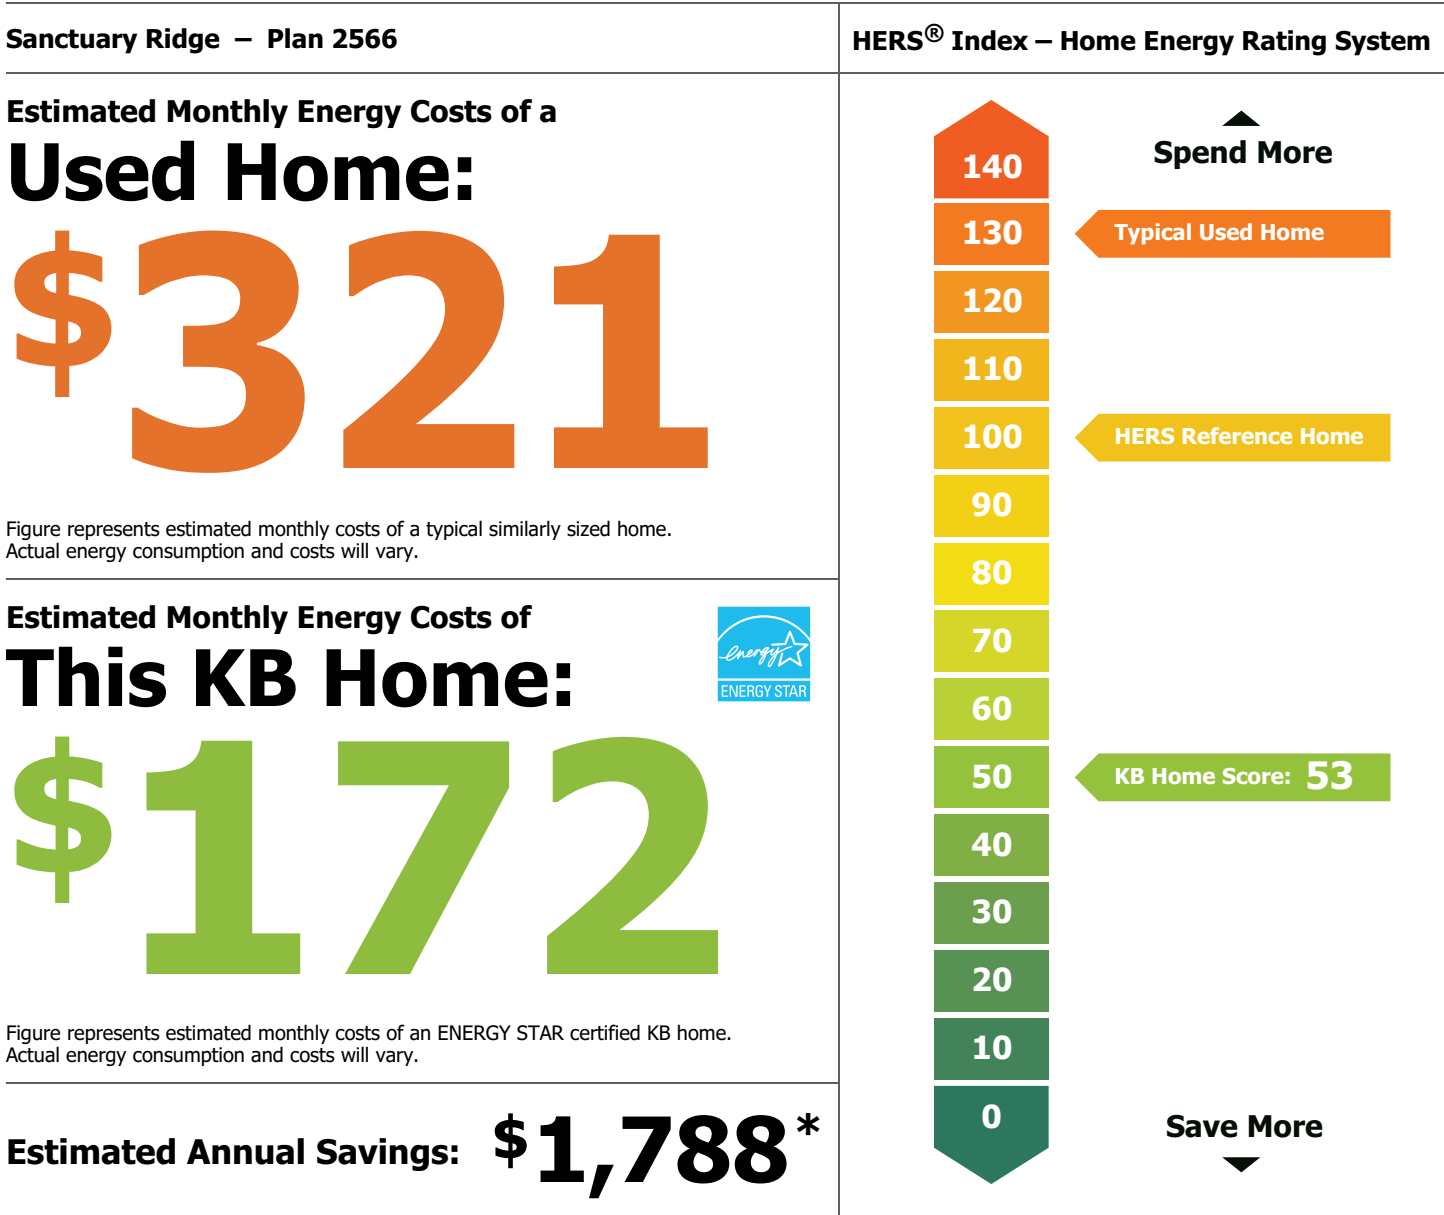 Sanctuary Ridge – Plan 2566
Estimated Monthly Energy Costs of a
Used Home:
$321
Figure represents estimated monthly costs of a typical similarly sized home.
Actual energy consumption and costs will vary.
Estimated Monthly Energy Costs of
This KB Home:
energy
ENERGY STAR
$172
Figure represents estimated monthly costs of an ENERGY STAR certified KB home.
Actual energy consumption and costs will vary.
Estimated Annual Savings: $1,788*
HERS® Index – Home Energy Rating System
Spend More
140
130 Typical Used Home
120
110
100 HERS Reference Home
90
80
70
60
50 KB Home Score: 53
40
30
20
10
0
Save More